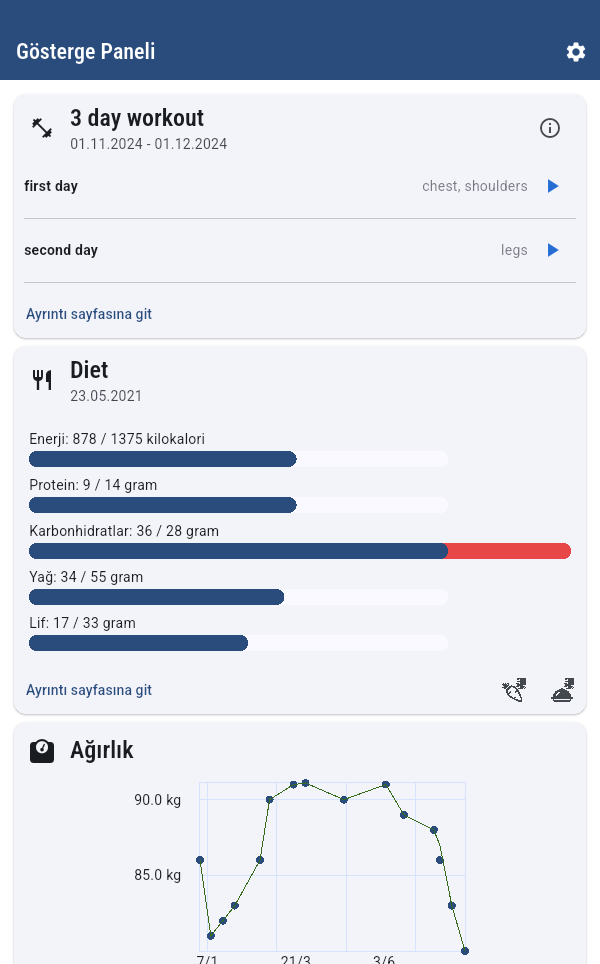 Gösterge Paneli
3 day workout
01.11.2024 - 01.12.2024
first day chest, shoulders
second day legs
Ayrıntı sayfasına git
Diet
23.05.2021
Enerji: 878 / 1375 kilokalori
Protein: 9 / 14 gram
Karbonhidratlar: 36 / 28 gram
Yağ: 34 / 55 gram
Lif: 17 / 33 gram
Ayrıntı sayfasına git
Ağırlık
90.0 kg
85.0 kg
7/1 21/3 3/6